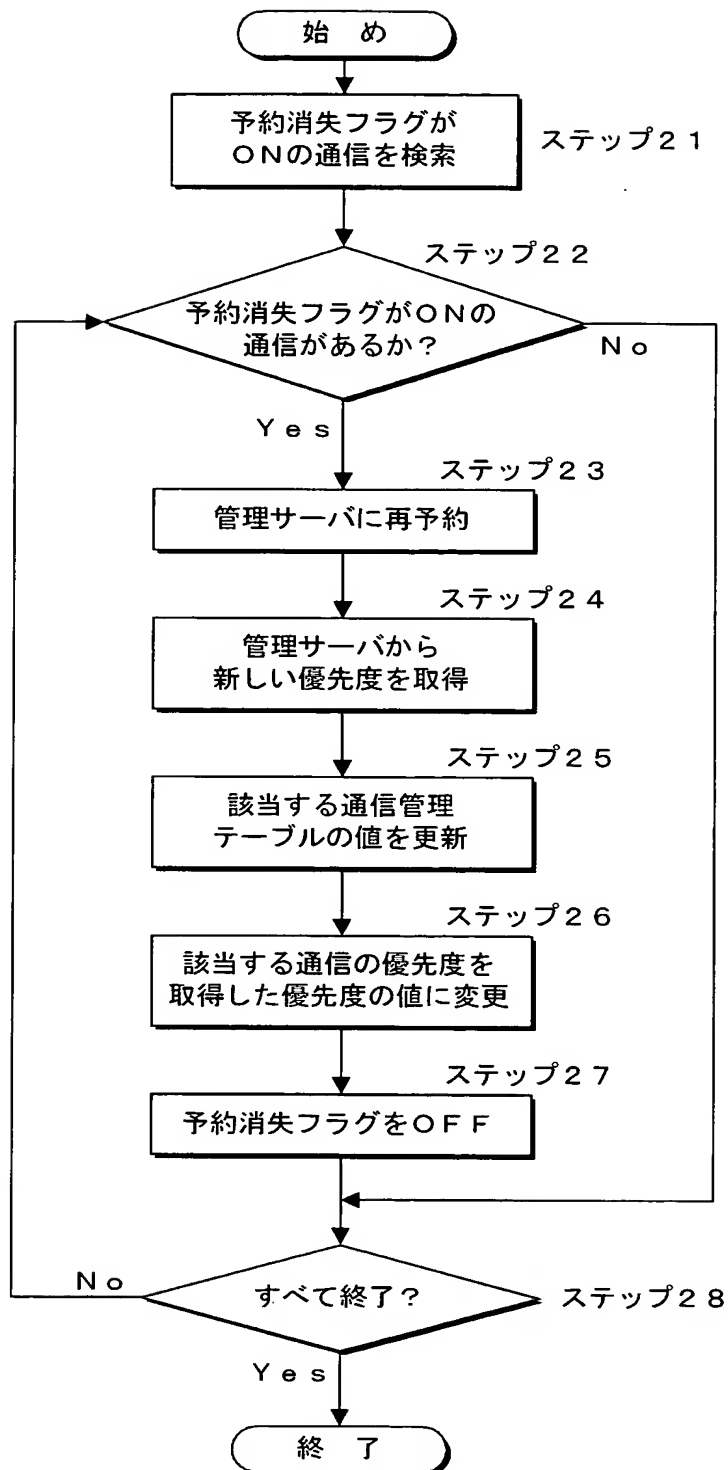 始 め
予約消失フラグが
ONの通信を検索
ステップ21
ステップ22
予約消失フラグがONの
通信があるか？
No
Yes
ステップ23
管理サーバに再予約
ステップ24
管理サーバから
新しい優先度を取得
ステップ25
該当する通信管理
テーブルの値を更新
ステップ26
該当する通信の優先度を
取得した優先度の値に変更
ステップ27
予約消失フラグをOFF
No
すべて終了？
ステップ28
Yes
終 了